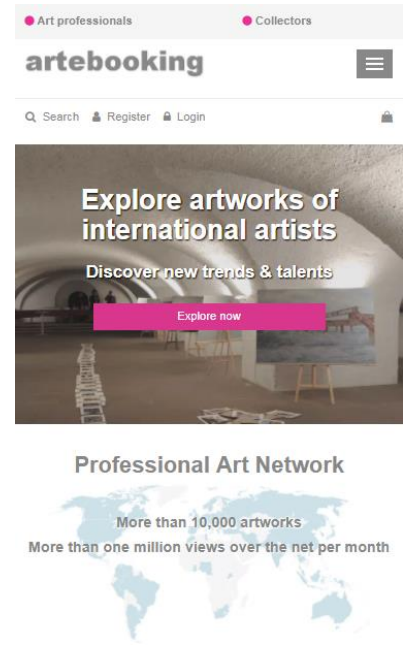 Art professionals
Collectors
artebooking
Search Register Login
Explore artworks of
international artists
Discover new trends & talents
Explore now
Professional Art Network
More than 10,000 artworks
More than one million views over the net per month